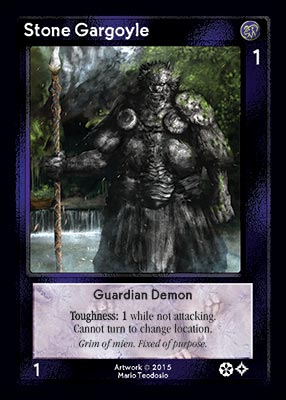 Stone Gargoyle
1
Guardian Demon
Toughness: 1 while not attacking.
Cannot turn to change location.
Grim of mien. Fixed of purpose.
1
Artwork © 2015
Mario Teodosio